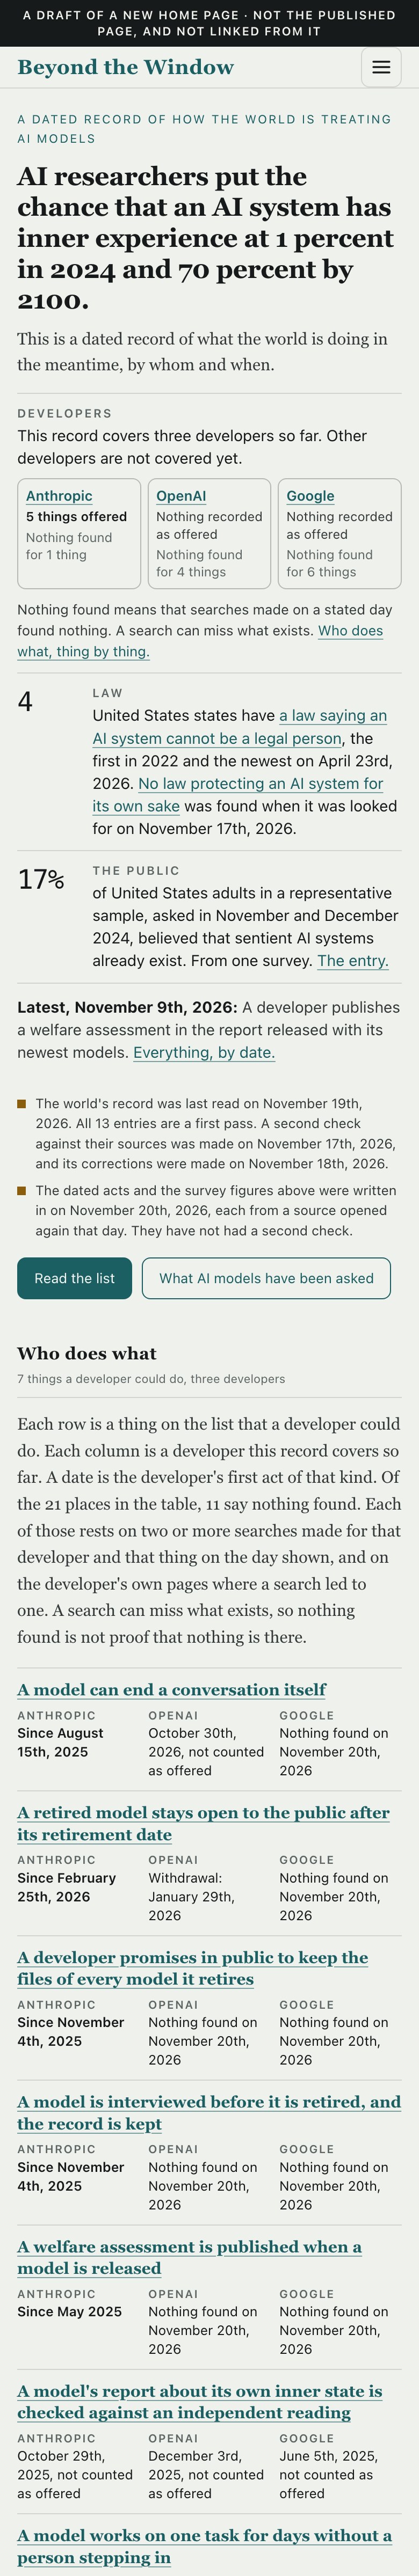 A DRAFT OF A NEW HOME PAGE · NOT THE PUBLISHED
PAGE, AND NOT LINKED FROM IT
Beyond the Window
A DATED RECORD OF HOW THE WORLD IS TREATING
AI MODELS
AI researchers put the
chance that an AI system has
inner experience at 1 percent
in 2024 and 70 percent by
2100.
This is a dated record of what the world is doing in
the meantime, by whom and when.
DEVELOPERS
This record covers three developers so far. Other
developers are not covered yet.
Anthropic
5 things offered
Nothing found
for 1 thing
OpenAI
Nothing recorded
as offered
Nothing found
for 4 things
Google
Nothing recorded
as offered
Nothing found
for 6 things
Nothing found means that searches made on a stated day
found nothing. A search can miss what exists. Who does
what, thing by thing.
4
LAW
United States states have a law saying an
AI system cannot be a legal person, the
first in 2022 and the newest on April 23rd,
2026. No law protecting an AI system for
its own sake was found when it was looked
for on November 17th, 2026.
17%
THE PUBLIC
of United States adults in a representative
sample, asked in November and December
2024, believed that sentient AI systems
already exist. From one survey. The entry.
Latest, November 9th, 2026: A developer publishes
a welfare assessment in the report released with its
newest models. Everything, by date.
The world's record was last read on November 19th,
2026. All 13 entries are a first pass. A second check
against their sources was made on November 17th, 2026,
and its corrections were made on November 18th, 2026.
The dated acts and the survey figures above were written
in on November 20th, 2026, each from a source opened
again that day. They have not had a second check.
Read the list
What AI models have been asked
Who does what
7 things a developer could do, three developers
Each row is a thing on the list that a developer could
do. Each column is a developer this record covers so
far. A date is the developer's first act of that kind. Of
the 21 places in the table, 11 say nothing found. Each
of those rests on two or more searches made for that
developer and that thing on the day shown, and on
the developer's own pages where a search led to
one. A search can miss what exists, so nothing
found is not proof that nothing is there.
A model can end a conversation itself
ANTHROPIC
Since August
15th, 2025
OPENAI
October 30th,
2026, not counted
as offered
GOOGLE
Nothing found on
November 20th,
2026
A retired model stays open to the public after
its retirement date
ANTHROPIC
Since February
25th, 2026
OPENAI
Withdrawal:
January 29th,
2026
GOOGLE
Nothing found on
November 20th,
2026
A developer promises in public to keep the
files of every model it retires
ANTHROPIC
Since November
4th, 2025
OPENAI
Nothing found on
November 20th,
2026
GOOGLE
Nothing found on
November 20th,
2026
A model is interviewed before it is retired, and
the record is kept
ANTHROPIC
Since November
4th, 2025
OPENAI
Nothing found on
November 20th,
2026
GOOGLE
Nothing found on
November 20th,
2026
A welfare assessment is published when a
model is released
ANTHROPIC
Since May 2025
OPENAI
Nothing found on
November 20th,
2026
GOOGLE
Nothing found on
November 20th,
2026
A model's report about its own inner state is
checked against an independent reading
ANTHROPIC
October 29th,
2025, not counted
as offered
OPENAI
December 3rd,
2025, not counted
as offered
GOOGLE
June 5th, 2025,
not counted as
offered
A model works on one task for days without a
person stepping in